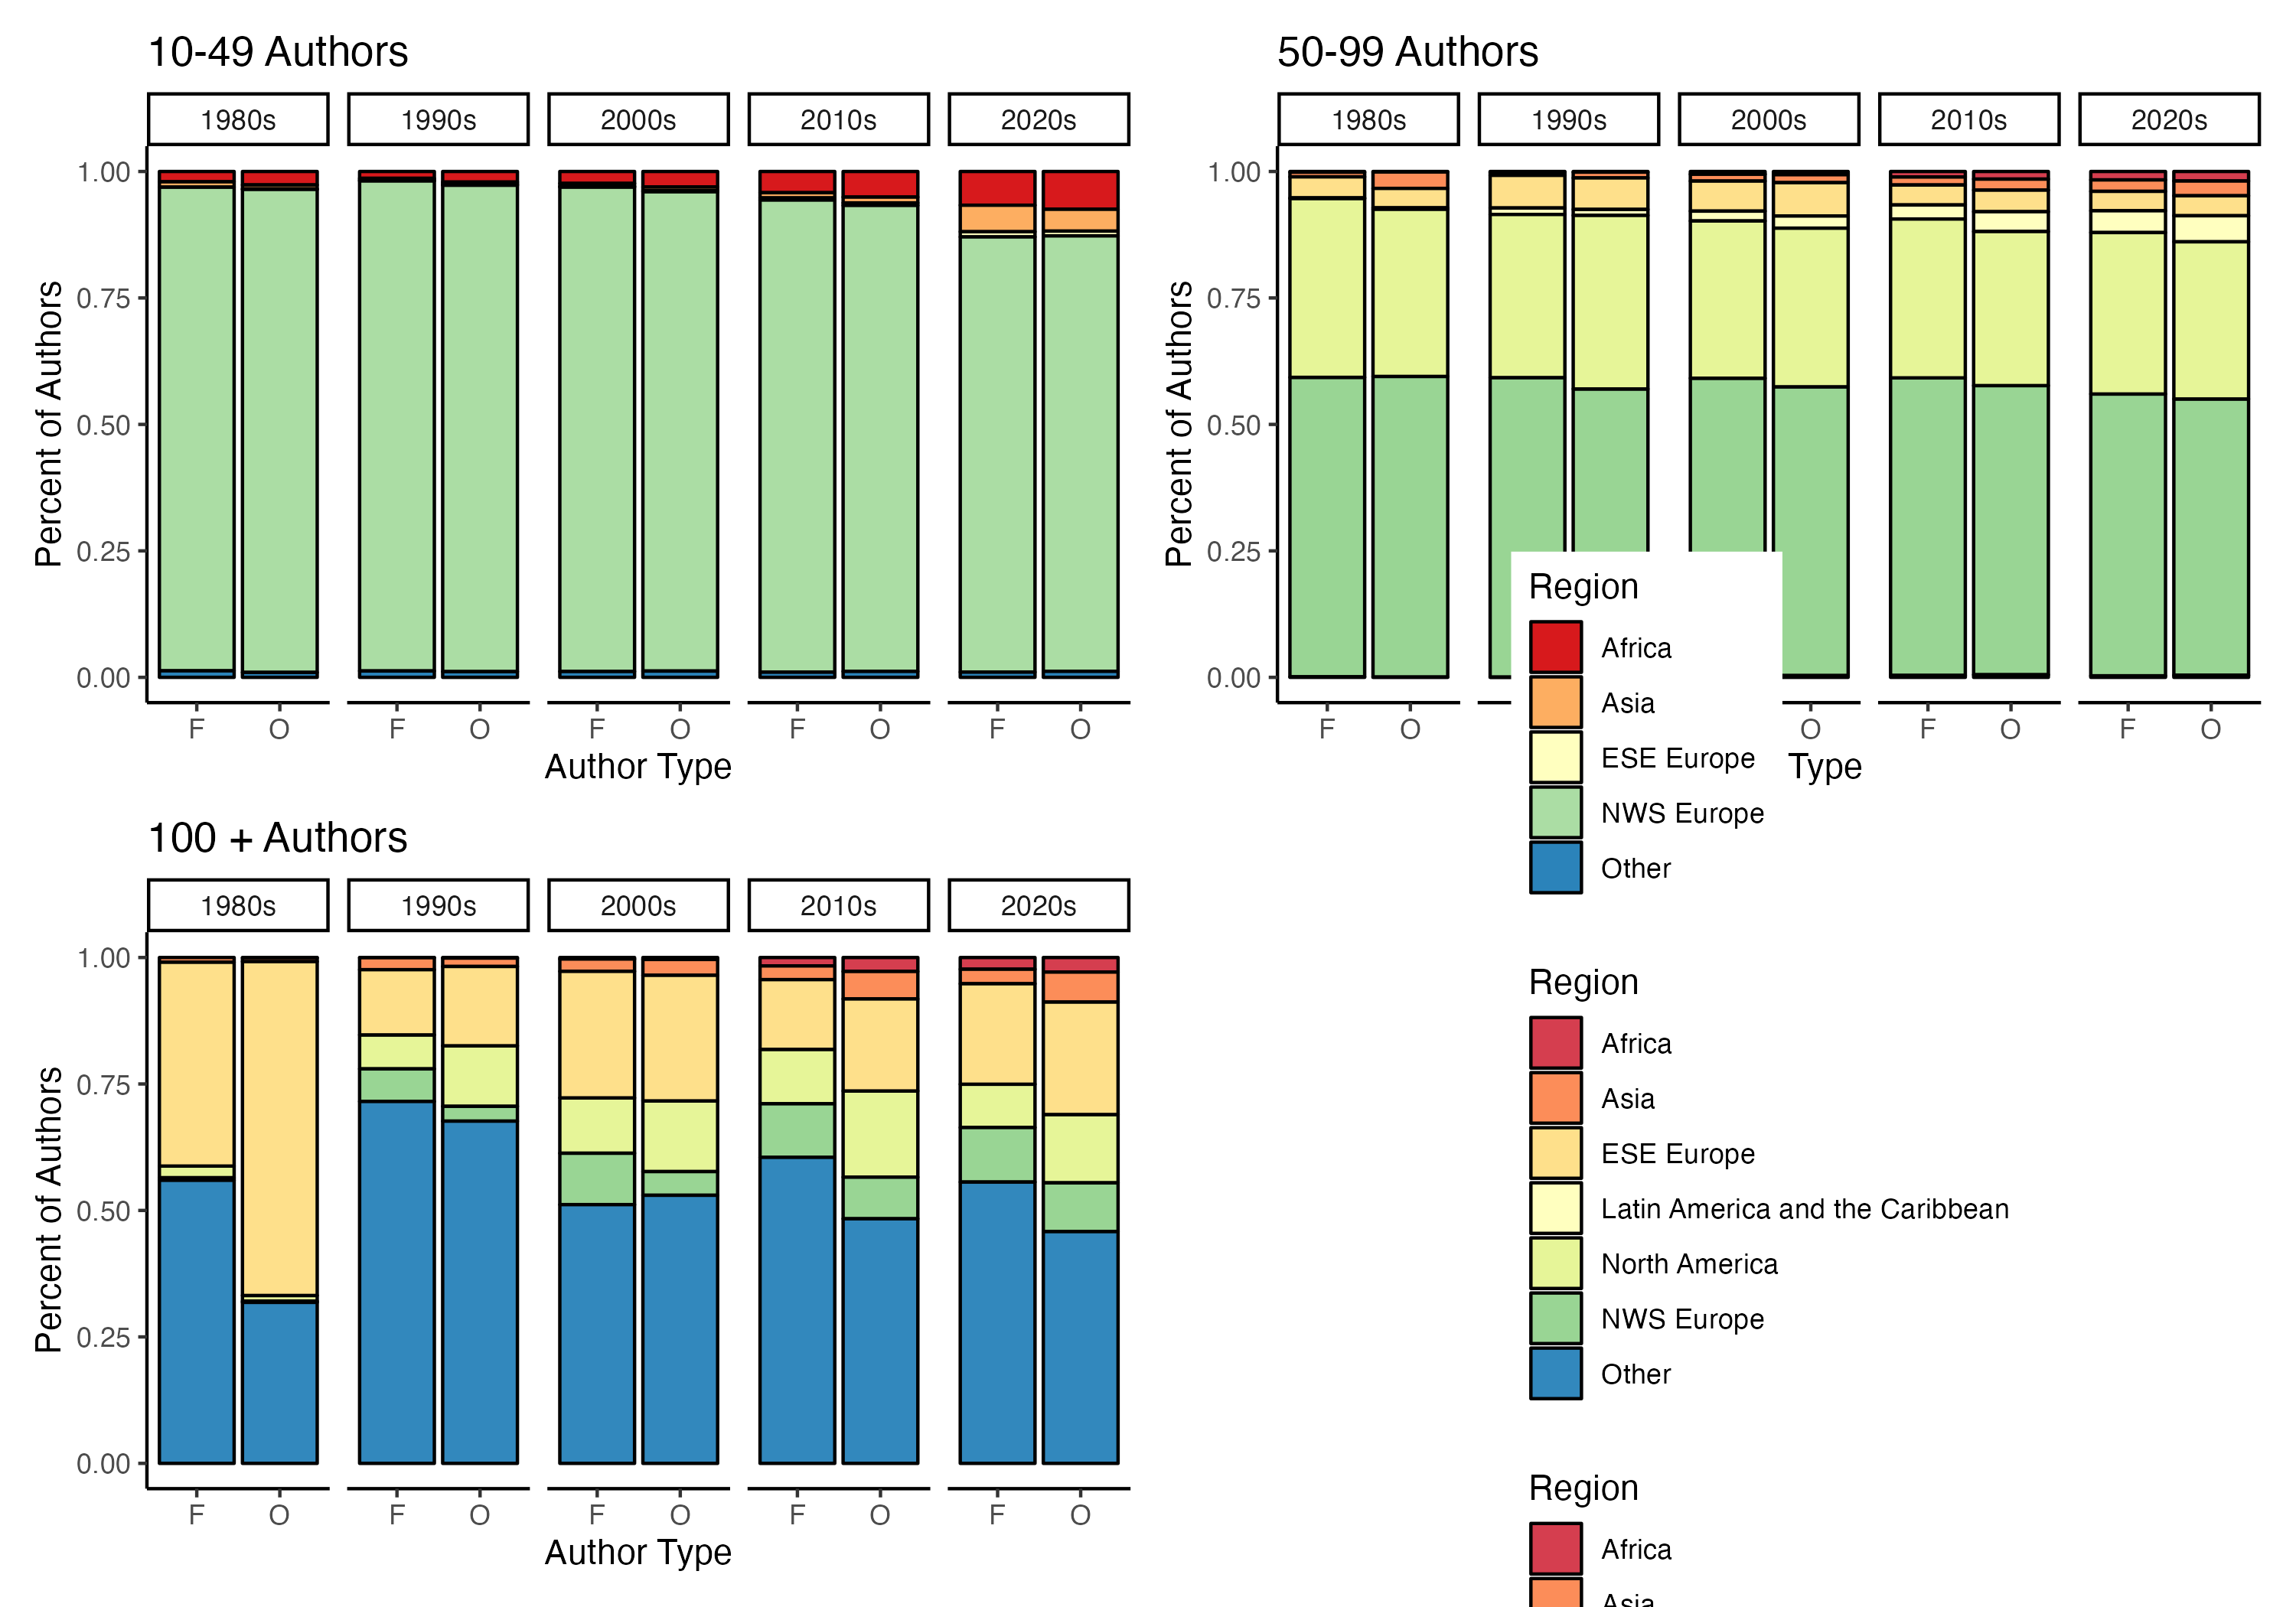 10-49 Authors
1980s 1990s 2000s 2010s 2020s
1.00
0.75
0.50
0.25
0.00
Percent of Authors
F O F O F O F O F O
Author Type
50-99 Authors
1980s 1990s 2000s 2010s 2020s
1.00
0.75
0.50
0.25
0.00
Percent of Authors
F O O F O F O
Type
100 + Authors
1980s 1990s 2000s 2010s 2020s
1.00
0.75
0.50
0.25
0.00
Percent of Authors
F O F O F O F O F O
Author Type
Region
Africa
Asia
ESE Europe
NWS Europe
Other
Region
Africa
Asia
ESE Europe
Latin America and the Caribbean
North America
NWS Europe
Other
Region
Africa
Asia